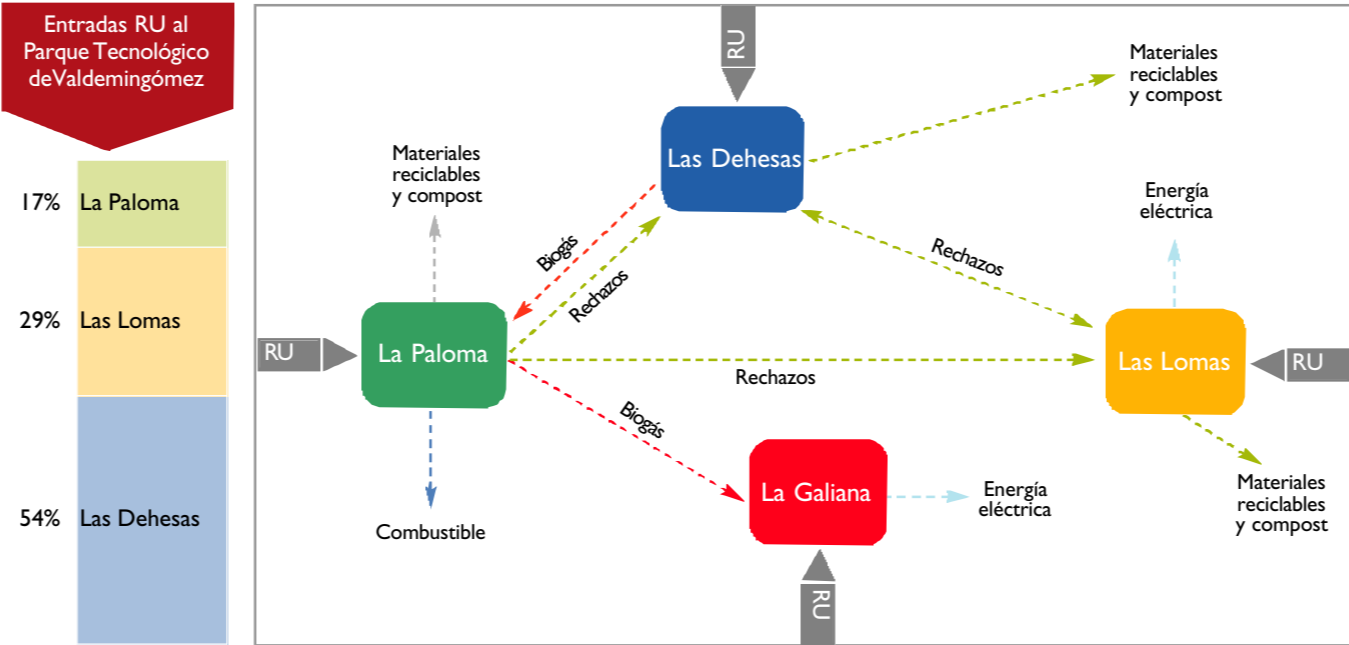 Entradas RU al
Parque Tecnológico
deValdemingómez
17% La Paloma
29% Las Lomas
54% Las Dehesas
RU
Las Dehesas
Materiales
reciclables
y compost
Materiales
reciclables
y compost
Energía
eléctrica
Biogás
Rechazos
Rechazos
RU
La Paloma
Rechazos
Las Lomas
RU
Biogás
Combustible
La Galiana
Energía
eléctrica
Materiales
reciclables
y compost
RU